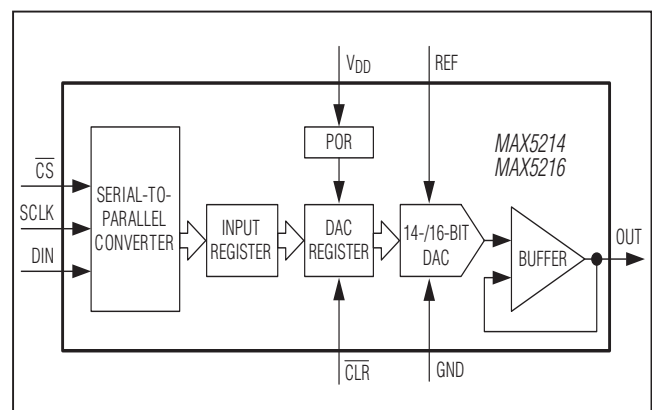 VDD
REF
POR
MAX5214
MAX5216
CS
SCLK
DIN
SERIAL-TO-
PARALLEL
CONVERTER
INPUT
REGISTER
DAC
REGISTER
14-/16-BIT
DAC
BUFFER
OUT
CLR
GND